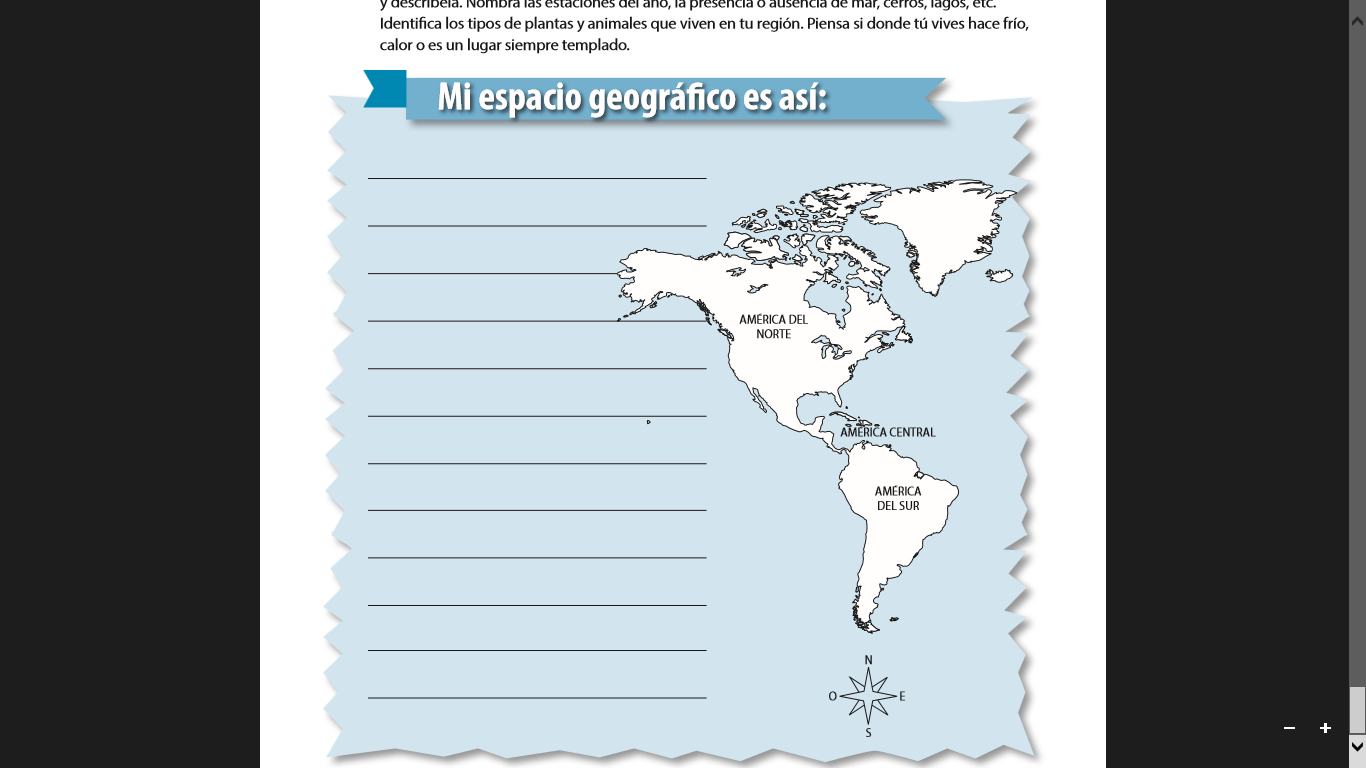 y descríbela. Nombra las estaciones del año, la presencia o ausencia de mar, cerros, lagos, etc.
Identifica los tipos de plantas y animales que viven en tu región. Piensa si donde tú vives hace frío,
calor o es un lugar siempre templado.
Mi espacio geográfico es así:
AMÉRICA DEL
NORTE
AMÉRICA CENTRAL
AMÉRICA
DEL SUR
N
O E
S